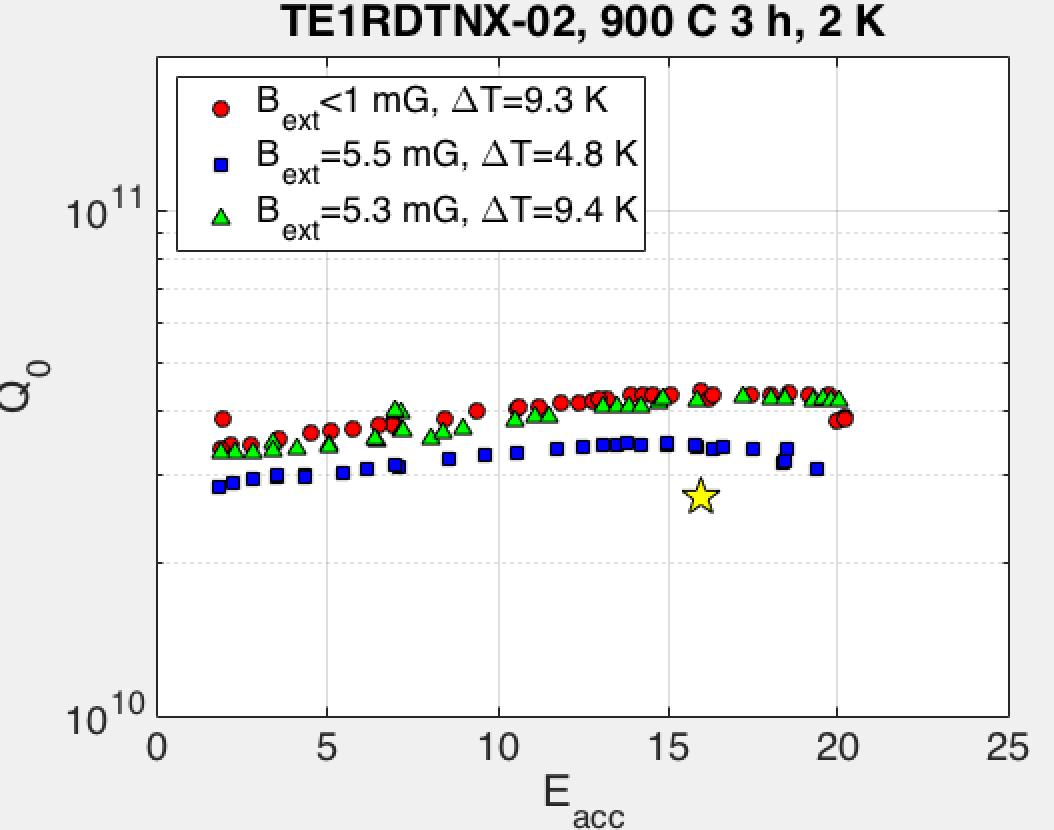 TE1RDTNX-02, 900 C 3 h, 2 K
B_ext<1 mG, ΔT=9.3 K
B_ext=5.5 mG, ΔT=4.8 K
B_ext=5.3 mG, ΔT=9.4 K
10^11
Q_0
10^10
0 5 10 15 20 25
E_acc